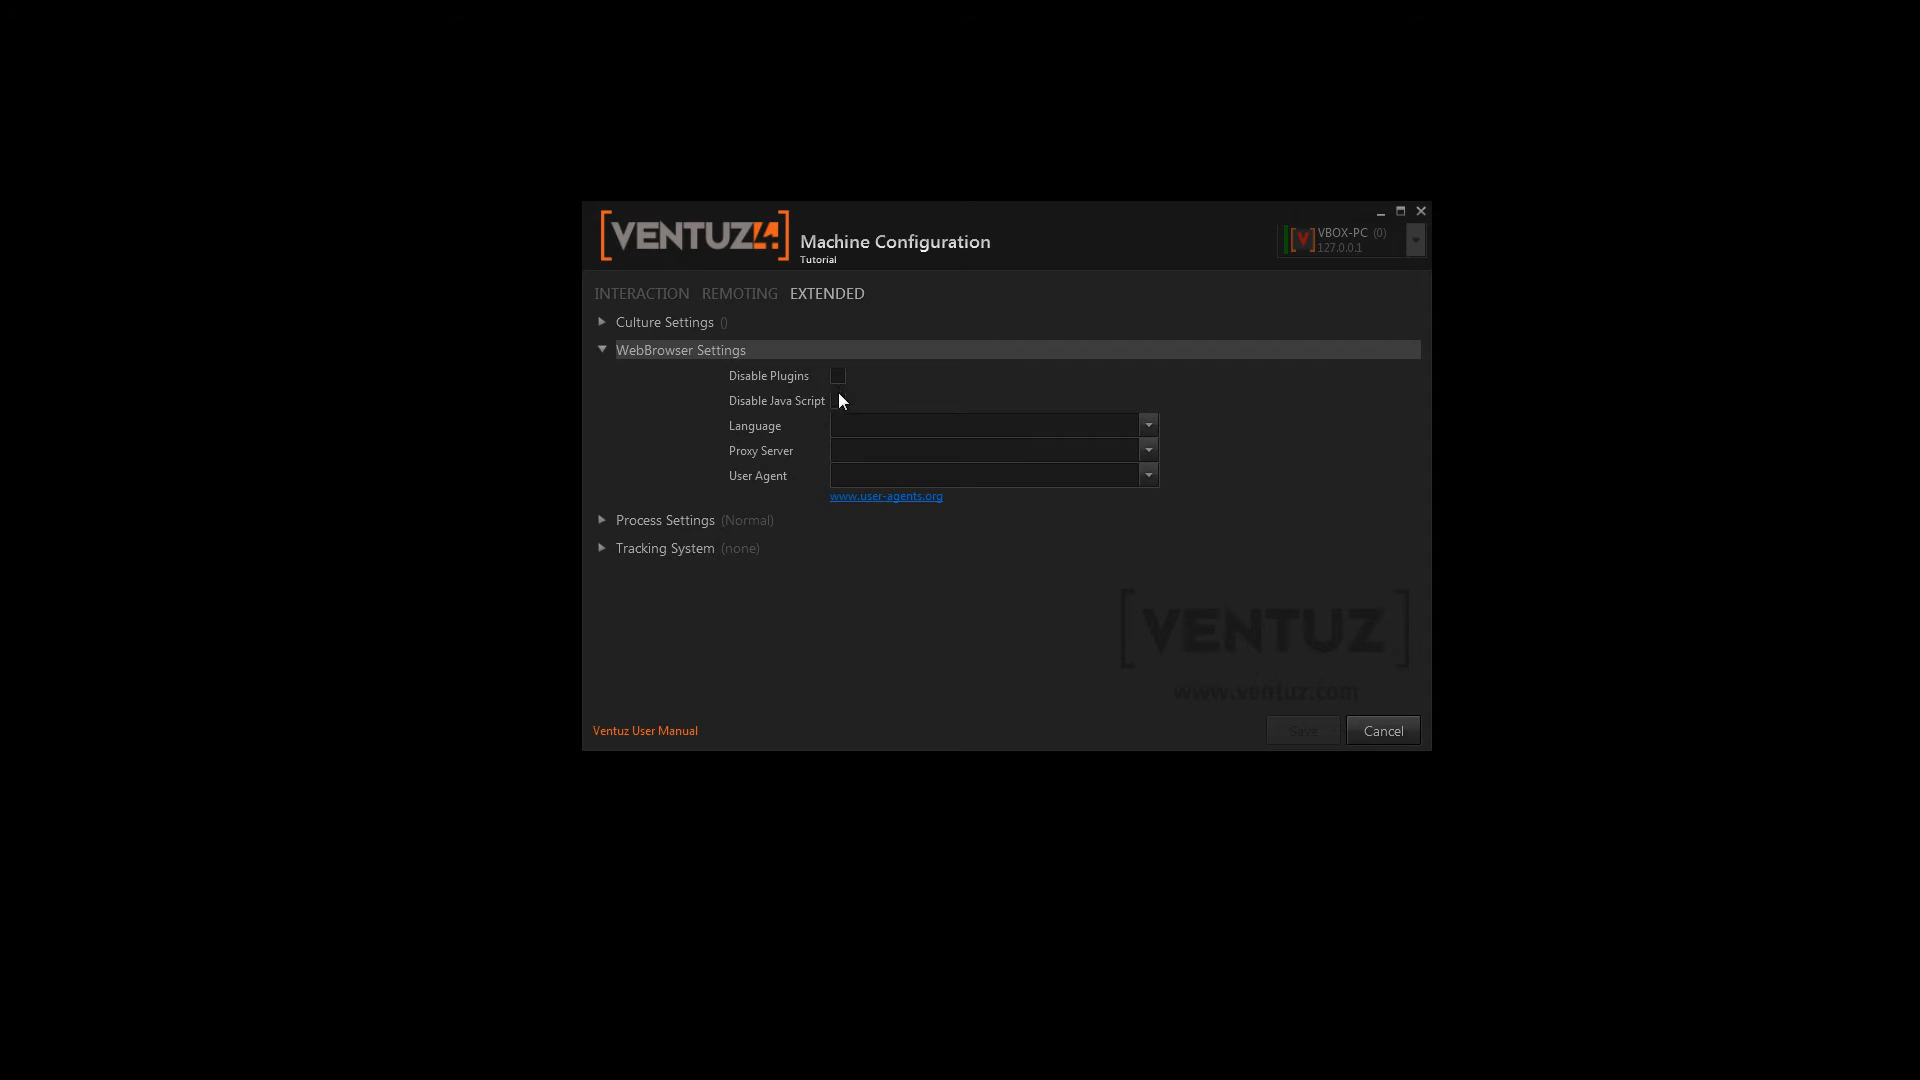 [VENTUZ4]
Machine Configuration
Tutorial
VBOX-PC (0)
127.0.0.1
INTERACTION REMOTING EXTENDED
Culture Settings ()
WebBrowser Settings
Disable Plugins
Disable Java Script
Language
Proxy Server
User Agent
www.user-agents.org
Process Settings (Normal)
Tracking System (none)
[VENTUZ]
www.ventuz.com
Ventuz User Manual
Save
Cancel